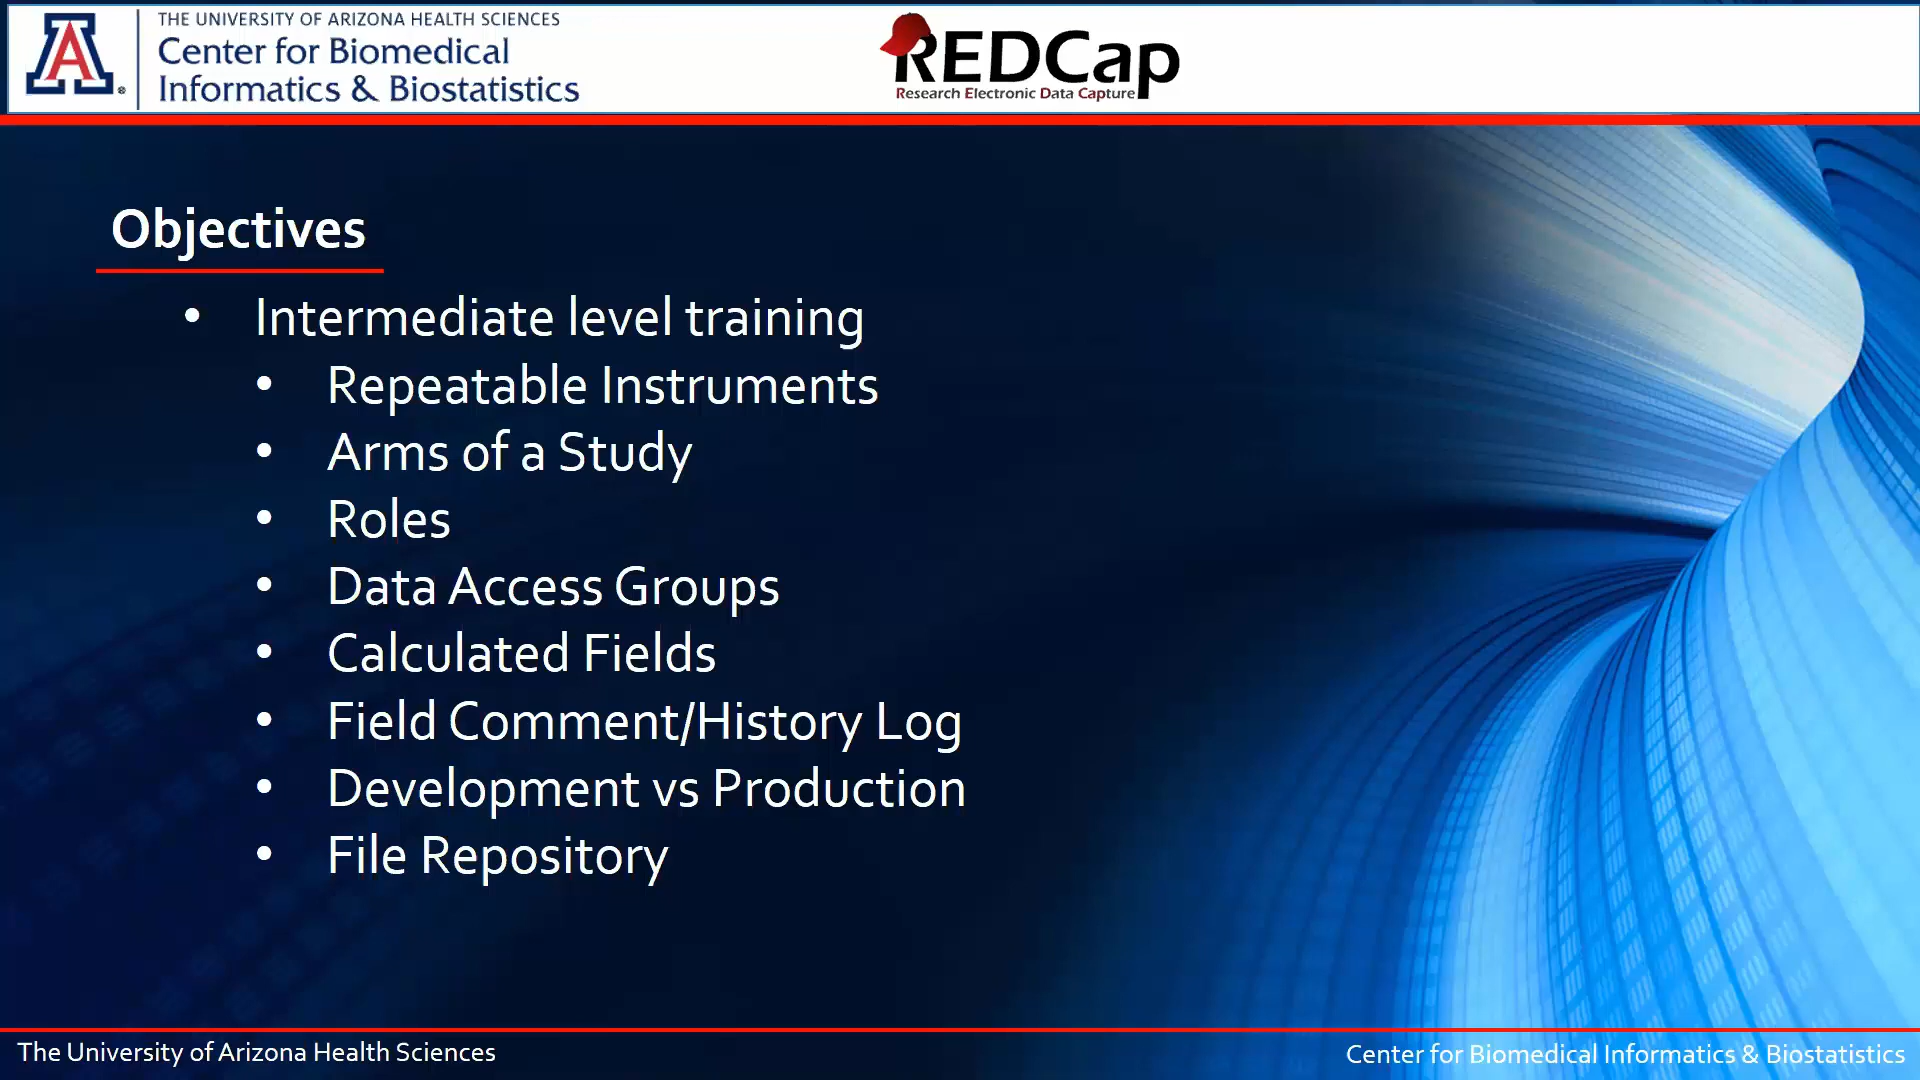 THE UNIVERSITY OF ARIZONA HEALTH SCIENCES
Center for Biomedical
Informatics & Biostatistics
REDCap
Research Electronic Data Capture
Objectives
• Intermediate level training
• Repeatable Instruments
• Arms of a Study
• Roles
• Data Access Groups
• Calculated Fields
• Field Comment/History Log
• Development vs Production
• File Repository
The University of Arizona Health Sciences
Center for Biomedical Informatics & Biostatistics